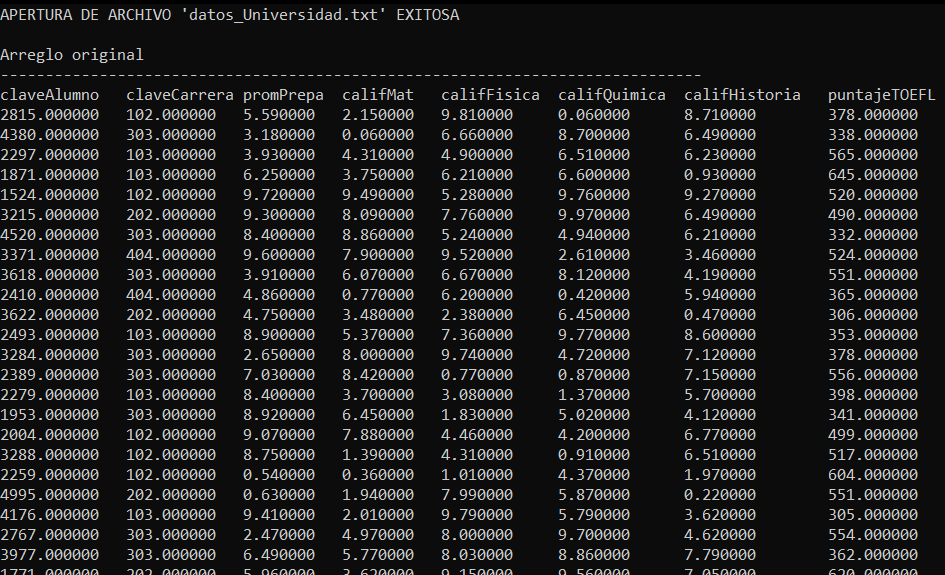 APERTURA DE ARCHIVO 'datos_Universidad.txt' EXITOSA
Arreglo original
------------------------------------------------------------------------------
claveAlumno claveCarrera promPrepa califMat califFisica califQuimica califHistoria puntajeTOEFL
2815.000000 102.000000 5.590000 2.150000 9.810000 0.060000 8.710000 378.000000
4380.000000 303.000000 3.180000 0.060000 6.660000 8.700000 6.490000 338.000000
2297.000000 103.000000 3.930000 4.310000 4.900000 6.510000 6.230000 565.000000
1871.000000 103.000000 6.250000 3.750000 6.210000 6.600000 0.930000 645.000000
1524.000000 102.000000 9.720000 9.490000 5.280000 9.760000 9.270000 520.000000
3215.000000 202.000000 9.300000 8.090000 7.760000 9.970000 6.490000 490.000000
4520.000000 303.000000 8.400000 8.860000 5.240000 4.940000 6.210000 332.000000
3371.000000 404.000000 9.600000 7.900000 9.520000 2.610000 3.460000 524.000000
3618.000000 303.000000 3.910000 6.070000 6.670000 8.120000 4.190000 551.000000
2410.000000 404.000000 4.860000 0.770000 6.200000 0.420000 5.940000 365.000000
3622.000000 202.000000 4.750000 3.480000 2.380000 6.450000 0.470000 306.000000
2493.000000 103.000000 8.900000 5.370000 7.360000 9.770000 8.600000 353.000000
3284.000000 303.000000 2.650000 8.000000 9.740000 4.720000 7.120000 378.000000
2389.000000 303.000000 7.030000 8.420000 0.770000 0.870000 7.150000 556.000000
2279.000000 103.000000 8.400000 3.700000 3.080000 1.370000 5.700000 398.000000
1953.000000 303.000000 8.920000 6.450000 1.830000 5.020000 4.120000 341.000000
2004.000000 102.000000 9.070000 7.880000 4.460000 4.200000 6.770000 499.000000
3288.000000 102.000000 8.750000 1.390000 4.310000 0.910000 6.510000 517.000000
2259.000000 102.000000 0.540000 0.360000 1.010000 4.370000 1.970000 604.000000
4995.000000 202.000000 0.630000 1.940000 7.990000 5.870000 0.220000 551.000000
4176.000000 103.000000 9.410000 2.010000 9.790000 5.790000 3.620000 305.000000
2767.000000 303.000000 2.470000 4.970000 8.000000 9.700000 4.620000 554.000000
3977.000000 303.000000 6.490000 5.770000 8.030000 8.860000 7.790000 362.000000
1771.000000 202.000000 5.960000 3.620000 9.150000 9.560000 7.050000 620.000000